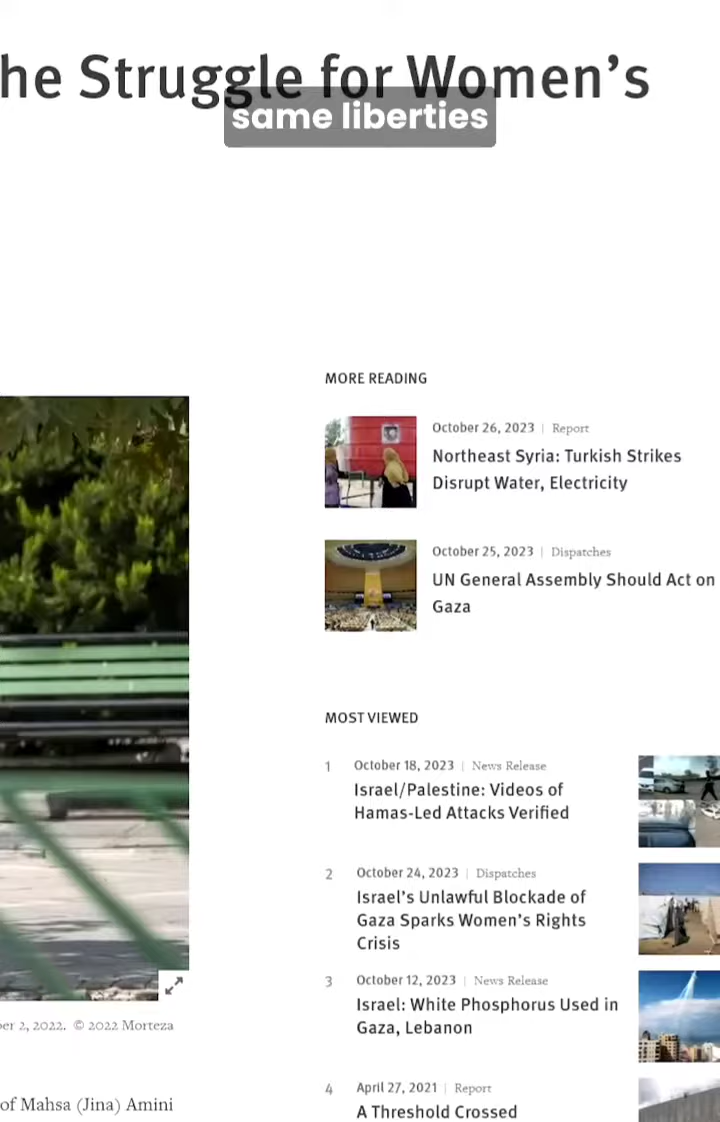 he Struggle for Women's
same liberties
MORE READING
October 26, 2023 | Report
Northeast Syria: Turkish Strikes
Disrupt Water, Electricity
October 25, 2023 | Dispatches
UN General Assembly Should Act on
Gaza
MOST VIEWED
1 October 18, 2023 | News Release
Israel/Palestine: Videos of
Hamas-Led Attacks Verified
2 October 24, 2023 | Dispatches
Israel's Unlawful Blockade of
Gaza Sparks Women's Rights
Crisis
3 October 12, 2023 | News Release
Israel: White Phosphorus Used in
Gaza, Lebanon
4 April 27, 2021 | Report
A Threshold Crossed
er 2, 2022. © 2022 Morteza
of Mahsa (Jina) Amini